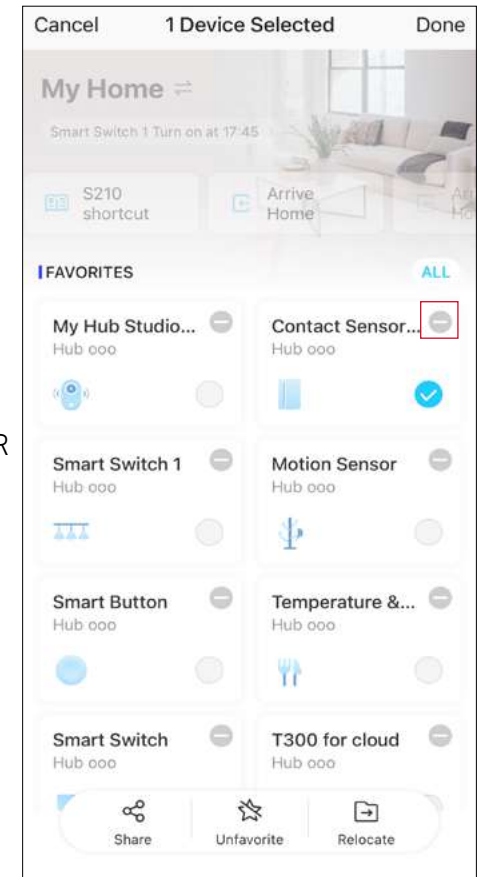 Cancel 1 Device Selected Done
My Home
Smart Switch 1 Turn on at 17:45
S210
shortcut
Arrive
Home
FAVORITES ALL
My Hub Studio...
Hub ooo
Contact Sensor...
Hub ooo
R
Smart Switch 1
Hub ooo
Motion Sensor
Hub ooo
Smart Button
Hub ooo
Temperature &...
Hub ooo
Smart Switch
Hub ooo
T300 for cloud
Hub ooo
Share Unfavorite Relocate